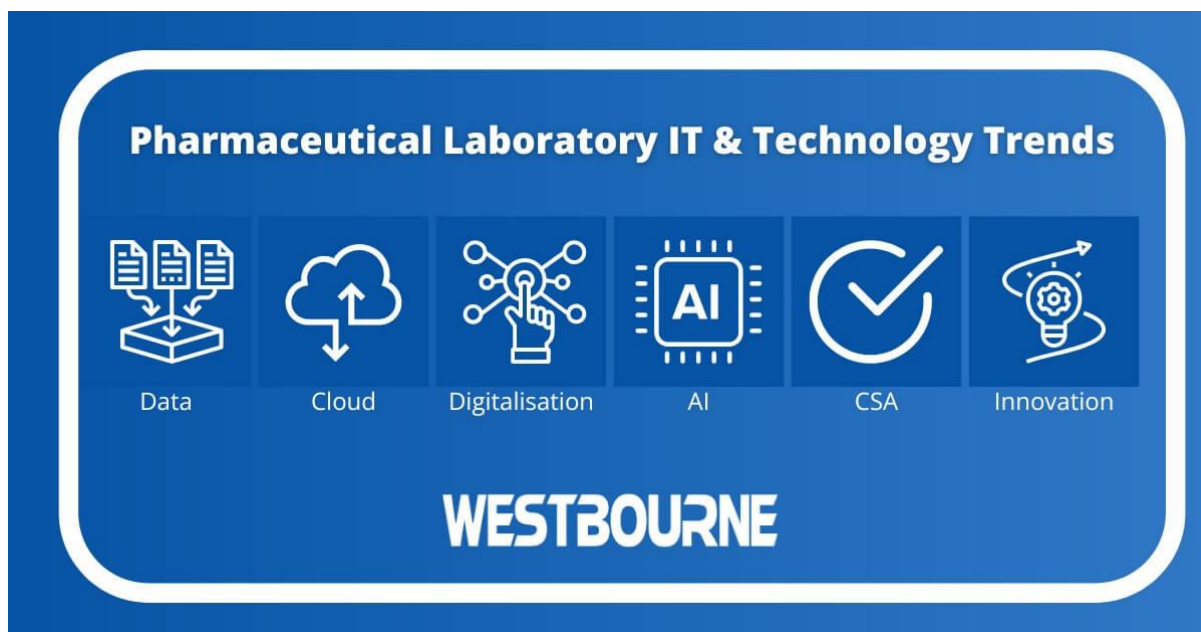 Pharmaceutical Laboratory IT & Technology Trends
AI
Data
Cloud
Digitalisation
AI
CSA
Innovation
WESTBOURNE